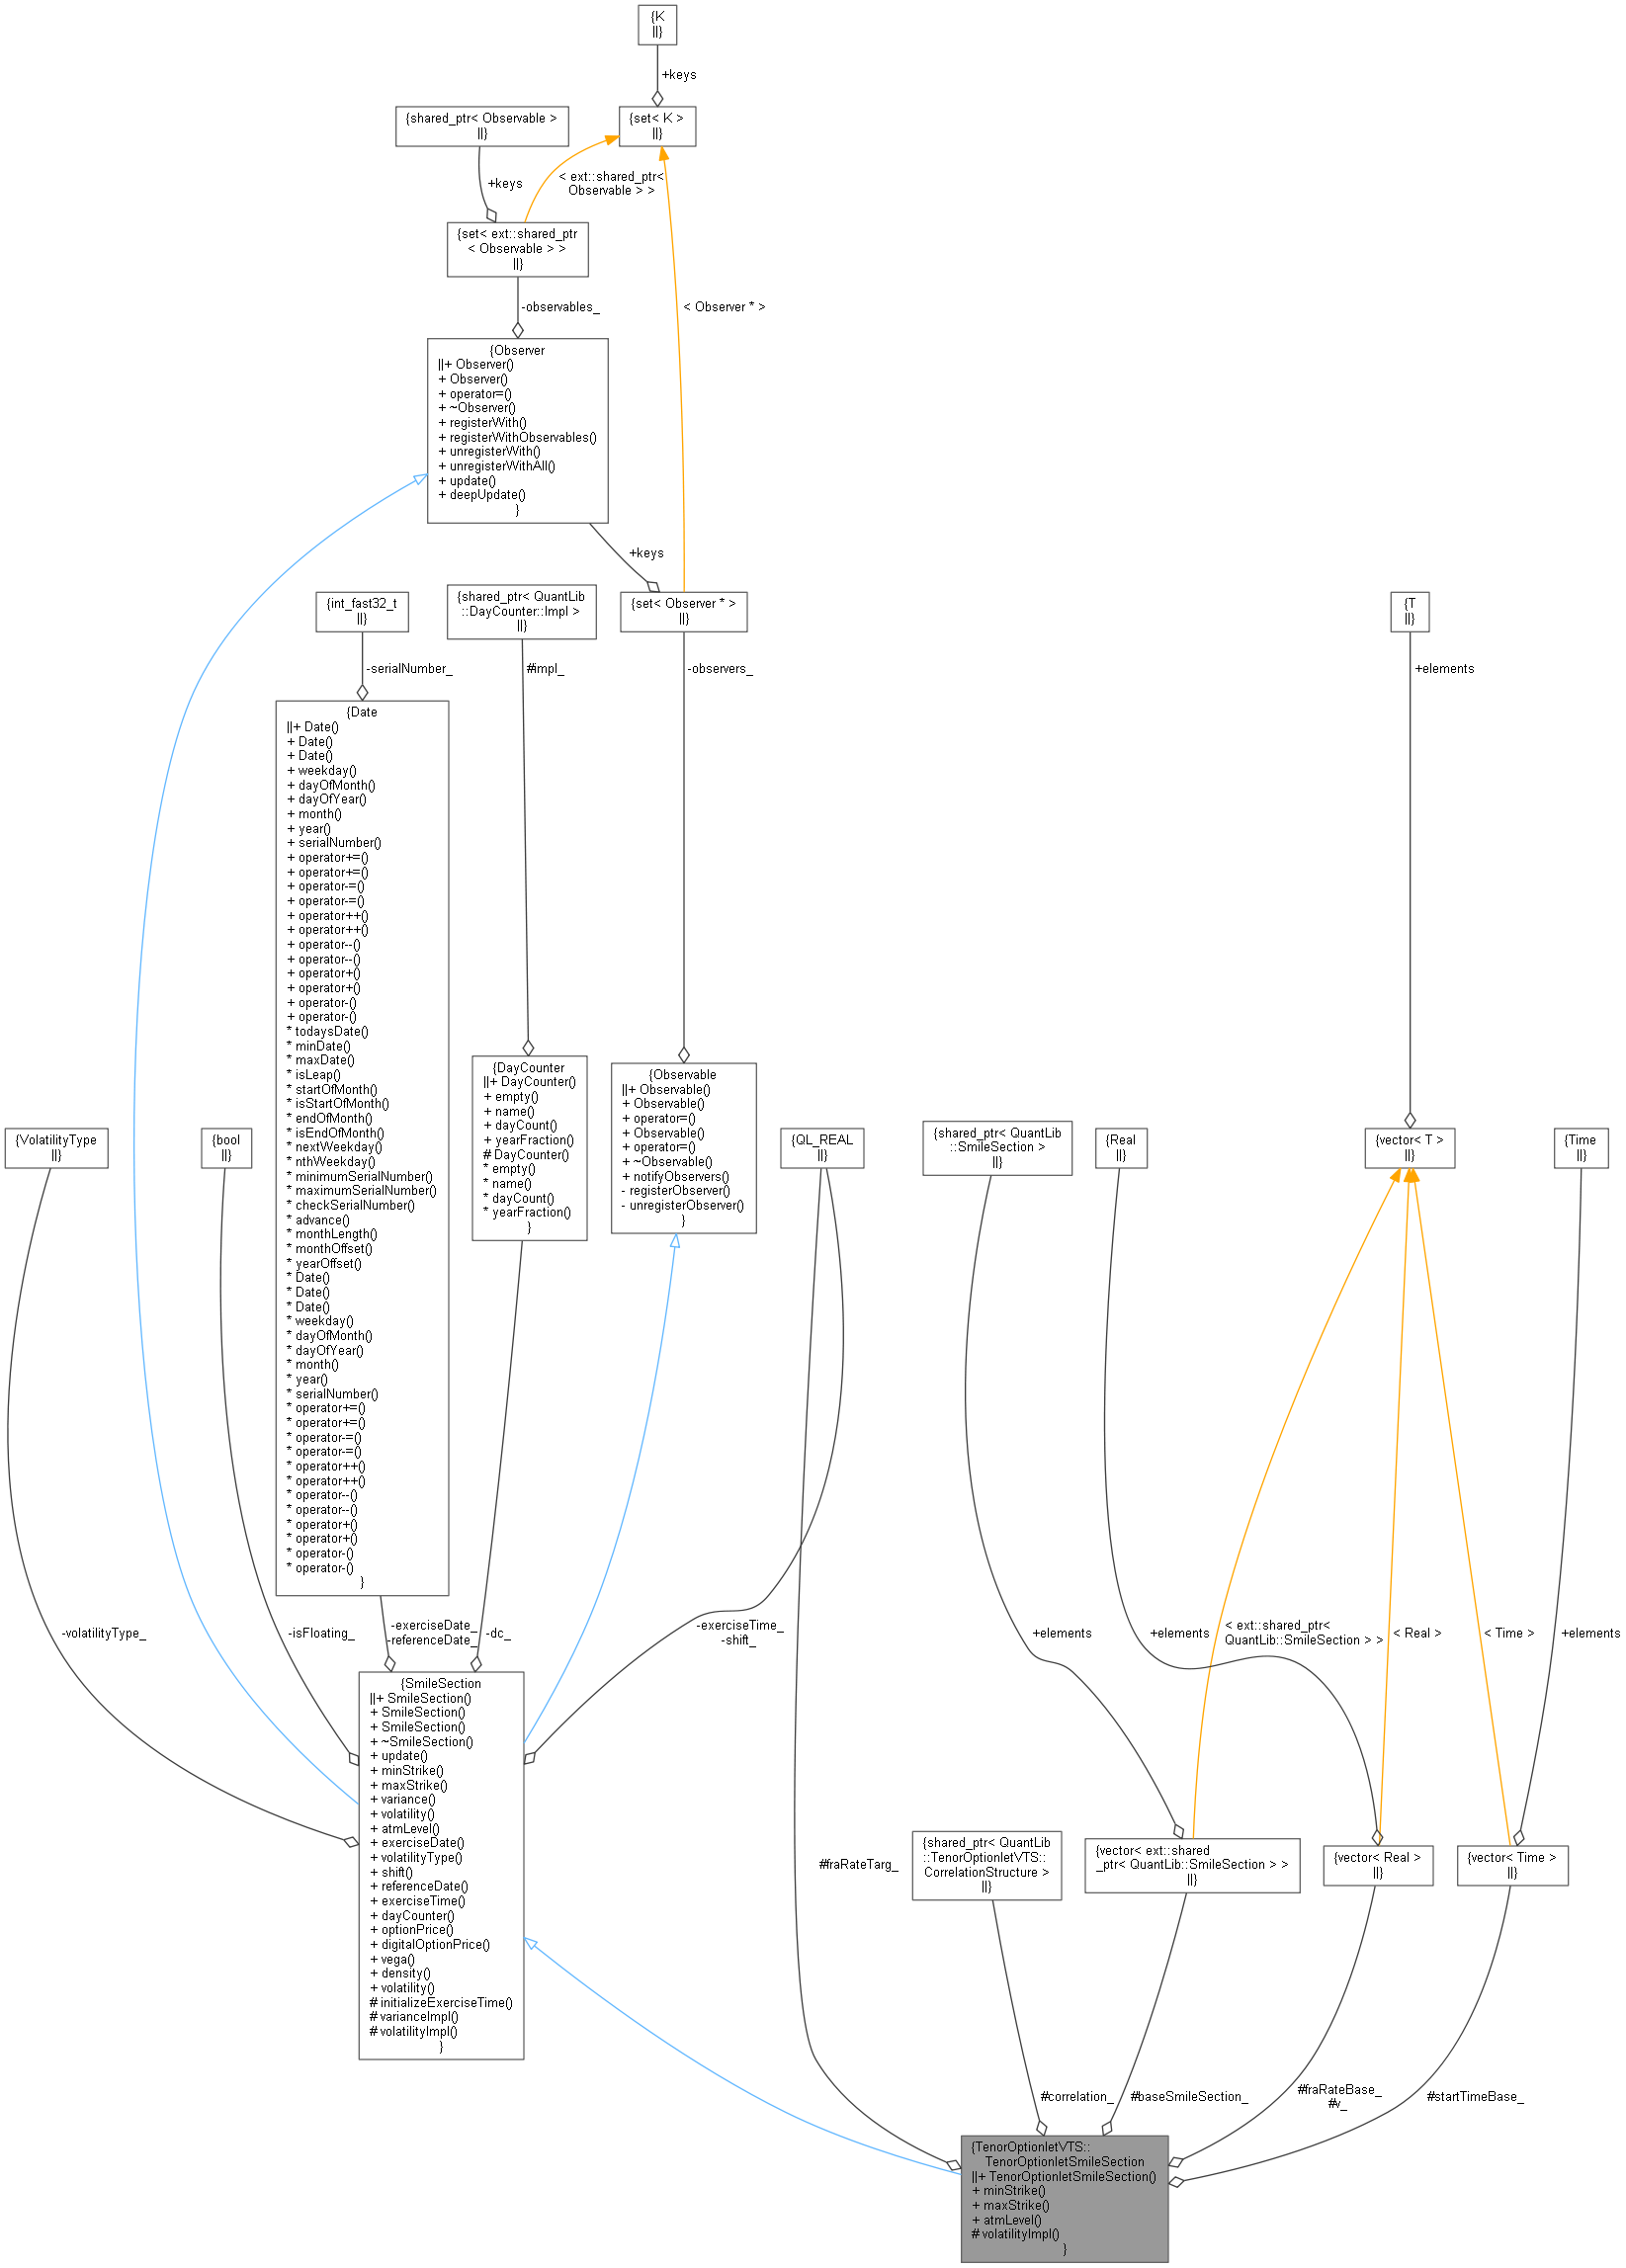 {K
||}
+keys
{shared_ptr< Observable >
||}
{set< K >
||}
+keys
< ext::shared_ptr<
Observable > >
{set< ext::shared_ptr
< Observable > >
||}
-observables_
< Observer * >
{Observer
||+ Observer()
+ Observer()
+ operator=()
+ ~Observer()
+ registerWith()
+ registerWithObservables()
+ unregisterWith()
+ unregisterWithAll()
+ update()
+ deepUpdate()
}
+keys
{int_fast32_t
||}
{shared_ptr< QuantLib
::DayCounter::Impl >
||}
{set< Observer * >
||}
{T
||}
-serialNumber_
#impl_
-observers_
+elements
{Date
||+ Date()
+ Date()
+ Date()
+ weekday()
+ dayOfMonth()
+ dayOfYear()
+ month()
+ year()
+ serialNumber()
+ operator+=()
+ operator+=()
+ operator-=()
+ operator-=()
+ operator++()
+ operator++()
+ operator--()
+ operator--()
+ operator+()
+ operator+()
+ operator-()
+ operator-()
* todaysDate()
* minDate()
* maxDate()
* isLeap()
* startOfMonth()
* isStartOfMonth()
* endOfMonth()
* isEndOfMonth()
* nextWeekday()
* nthWeekday()
* minimumSerialNumber()
* maximumSerialNumber()
* checkSerialNumber()
* advance()
* monthLength()
* monthOffset()
* yearOffset()
* Date()
* Date()
* Date()
* weekday()
* dayOfMonth()
* dayOfYear()
* month()
* year()
* serialNumber()
* operator+=()
* operator+=()
* operator-=()
* operator-=()
* operator++()
* operator++()
* operator--()
* operator--()
* operator+()
* operator+()
* operator-()
* operator-()
}
{DayCounter
||+ DayCounter()
+ empty()
+ name()
+ dayCount()
+ yearFraction()
# DayCounter()
* empty()
* name()
* dayCount()
* yearFraction()
}
{Observable
||+ Observable()
+ Observable()
+ operator=()
+ Observable()
+ operator=()
+ ~Observable()
+ notifyObservers()
- registerObserver()
- unregisterObserver()
}
{VolatilityType
||}
{bool
||}
{QL_REAL
||}
{shared_ptr< QuantLib
::SmileSection >
||}
{Real
||}
{vector< T >
||}
{Time
||}
-volatilityType_
-isFloating_
-exerciseDate_
-referenceDate_
-dc_
-exerciseTime_
-shift_
+elements
+elements
< ext::shared_ptr<
QuantLib::SmileSection > >
< Real >
< Time >
+elements
{SmileSection
||+ SmileSection()
+ SmileSection()
+ SmileSection()
+ ~SmileSection()
+ update()
+ minStrike()
+ maxStrike()
+ variance()
+ volatility()
+ atmLevel()
+ exerciseDate()
+ volatilityType()
+ shift()
+ referenceDate()
+ exerciseTime()
+ dayCounter()
+ optionPrice()
+ digitalOptionPrice()
+ vega()
+ density()
+ volatility()
# initializeExerciseTime()
# varianceImpl()
# volatilityImpl()
}
#fraRateTarg_
{shared_ptr< QuantLib
::TenorOptionletVTS::
CorrelationStructure >
||}
{vector< ext::shared
_ptr< QuantLib::SmileSection > >
||}
{vector< Real >
||}
{vector< Time >
||}
#correlation_
#baseSmileSection_
#fraRateBase_
#v_
#startTimeBase_
{TenorOptionletVTS::
TenorOptionletSmileSection
||+ TenorOptionletSmileSection()
+ minStrike()
+ maxStrike()
+ atmLevel()
# volatilityImpl()
}